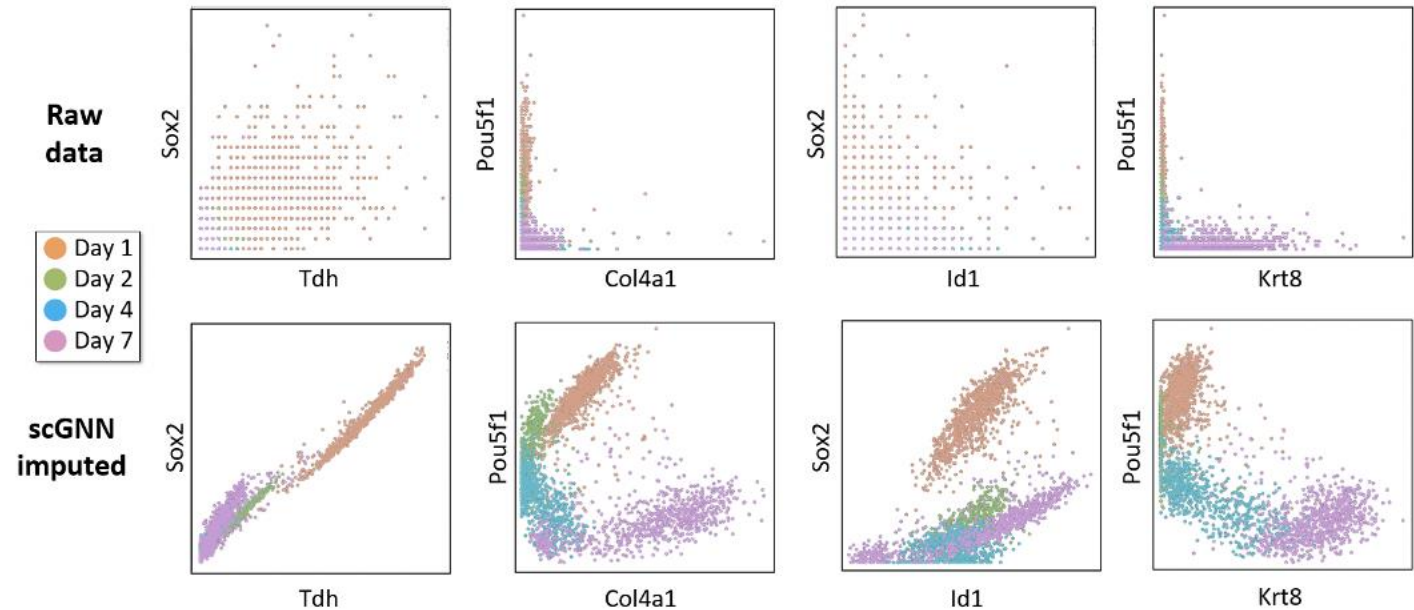 Raw
data
Sox2
Tdh
Pou5f1
Col4a1
Sox2
Id1
Pou5f1
Krt8
Day 1
Day 2
Day 4
Day 7
scGNN
imputed
Sox2
Tdh
Pou5f1
Col4a1
Sox2
Id1
Pou5f1
Krt8